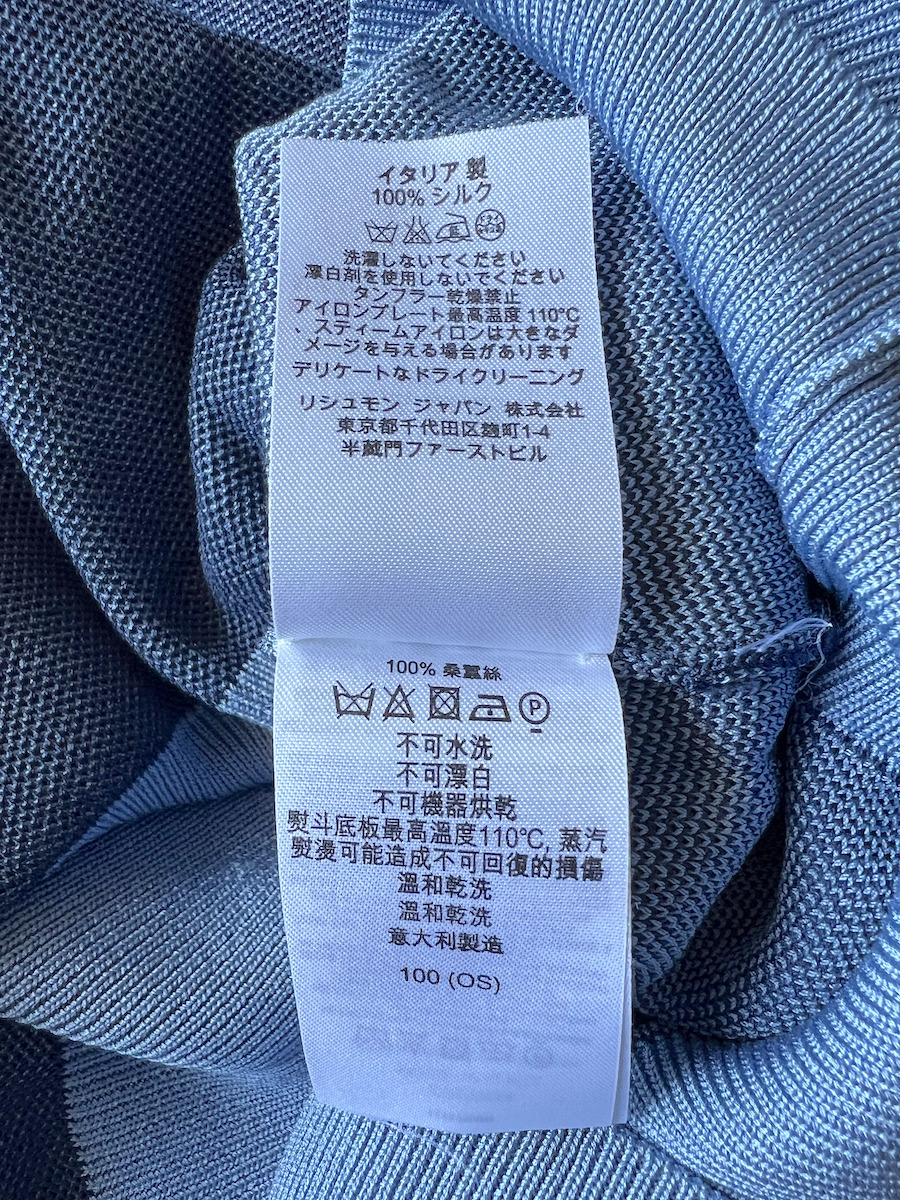 イタリア製
100% シルク
洗濯しないてください
漂白剤を使用しないでください
タンブラー乾燥禁止
アイロンプレート最高温度 110°C
、スティームアイロンは大きなダ
メージを与える場合があります
デリケートなドライクリーニング
リシュモン ジャパン 株式会社
東京都千代田区麹町1-4
半蔵門ファーストビル
100% 桑蠶絲
P
不可水洗
不可漂白
不可機器烘乾
熨斗底板最高溫度110°C, 蒸汽
熨燙可能造成不可回復的損傷
溫和乾洗
溫和乾洗
意大利製造
100 (OS)